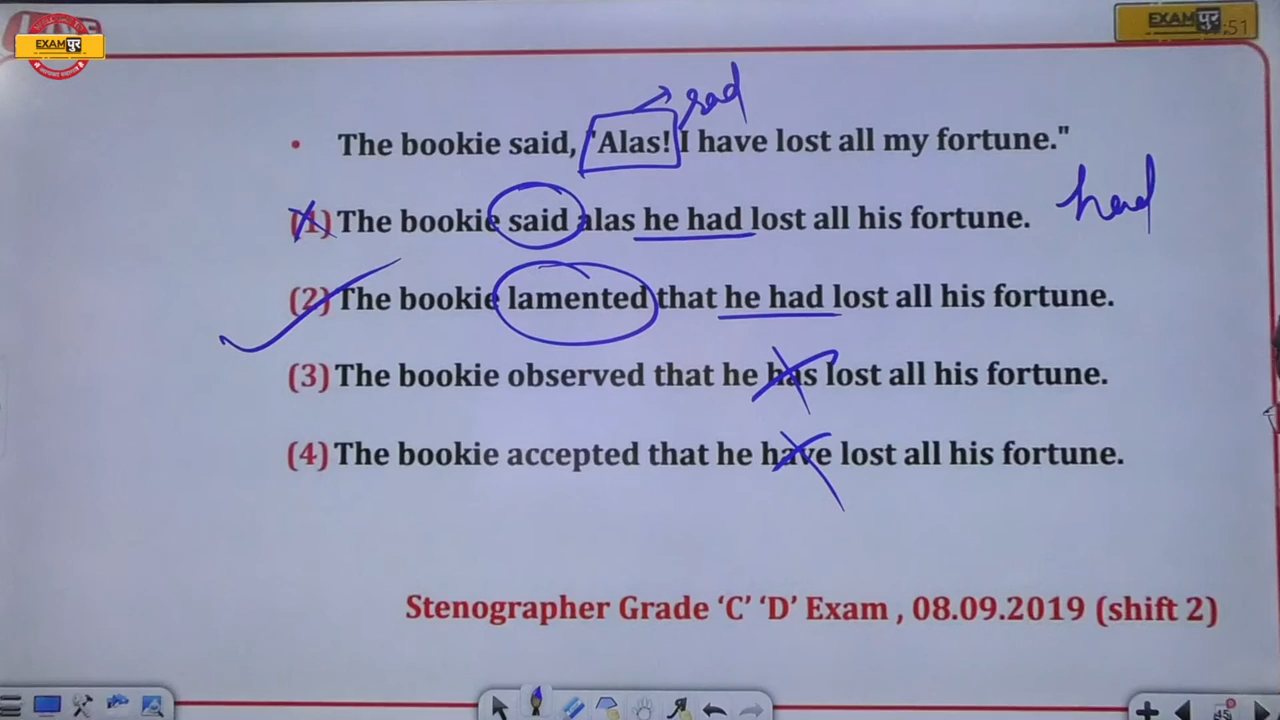 EXAMपुर
EXAMपुर
:51
sad
• The bookie said, "Alas! I have lost all my fortune."
had
(1) The bookie said alas he had lost all his fortune.
(2) The bookie lamented that he had lost all his fortune.
(3) The bookie observed that he has lost all his fortune.
(4) The bookie accepted that he have lost all his fortune.
Stenographer Grade ‘C’ ‘D’ Exam , 08.09.2019 (shift 2)
45